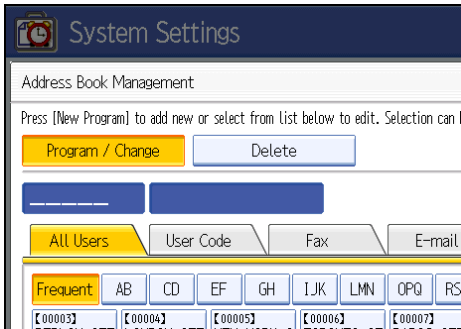 System Settings
Address Book Management
Press [New Program] to add new or select from list below to edit. Selection can
Program / Change Delete
All Users User Code Fax E-mail
Frequent AB CD EF GH IJK LMN OPQ RS
【00003】 【00004】 【00005】 【00006】 【00007】